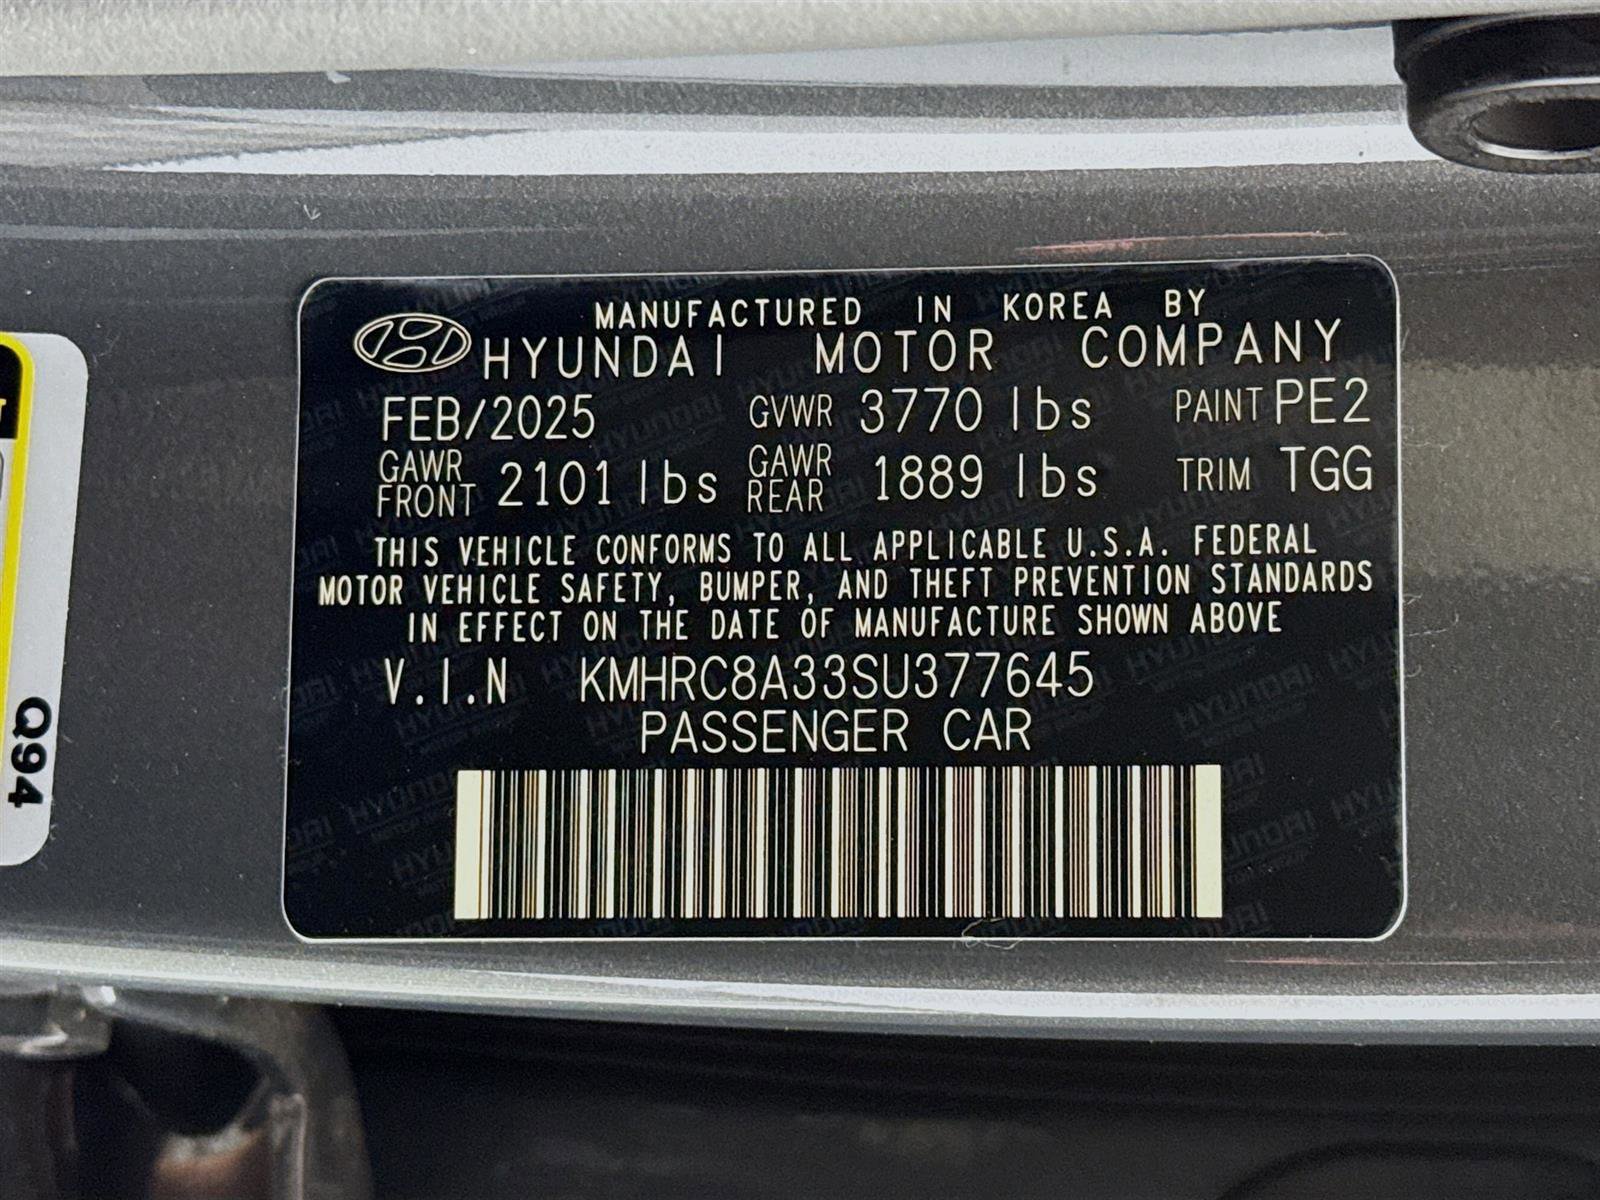 MANUFACTURED IN KOREA BY
HYUNDAI MOTOR COMPANY
FEB/2025 GVWR 3770 lbs PAINT PE2
GAWR FRONT 2101 lbs GAWR REAR 1889 lbs TRIM TGG
THIS VEHICLE CONFORMS TO ALL APPLICABLE U.S.A. FEDERAL
MOTOR VEHICLE SAFETY, BUMPER, AND THEFT PREVENTION STANDARDS
IN EFFECT ON THE DATE OF MANUFACTURE SHOWN ABOVE
V.I.N KMHRC8A33SU377645
PASSENGER CAR
Q94